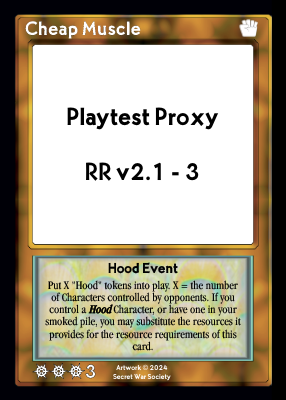 Cheap Muscle
Playtest Proxy
RR v2.1 - 3
Hood Event
Put X "Hood" tokens into play. X = the number
of Characters controlled by opponents. If you
control a Hood Character, or have one in your
smoked pile, you may substitute the resources it
provides for the resource requirements of this
card.
3
Artwork © 2024
Secret War Society